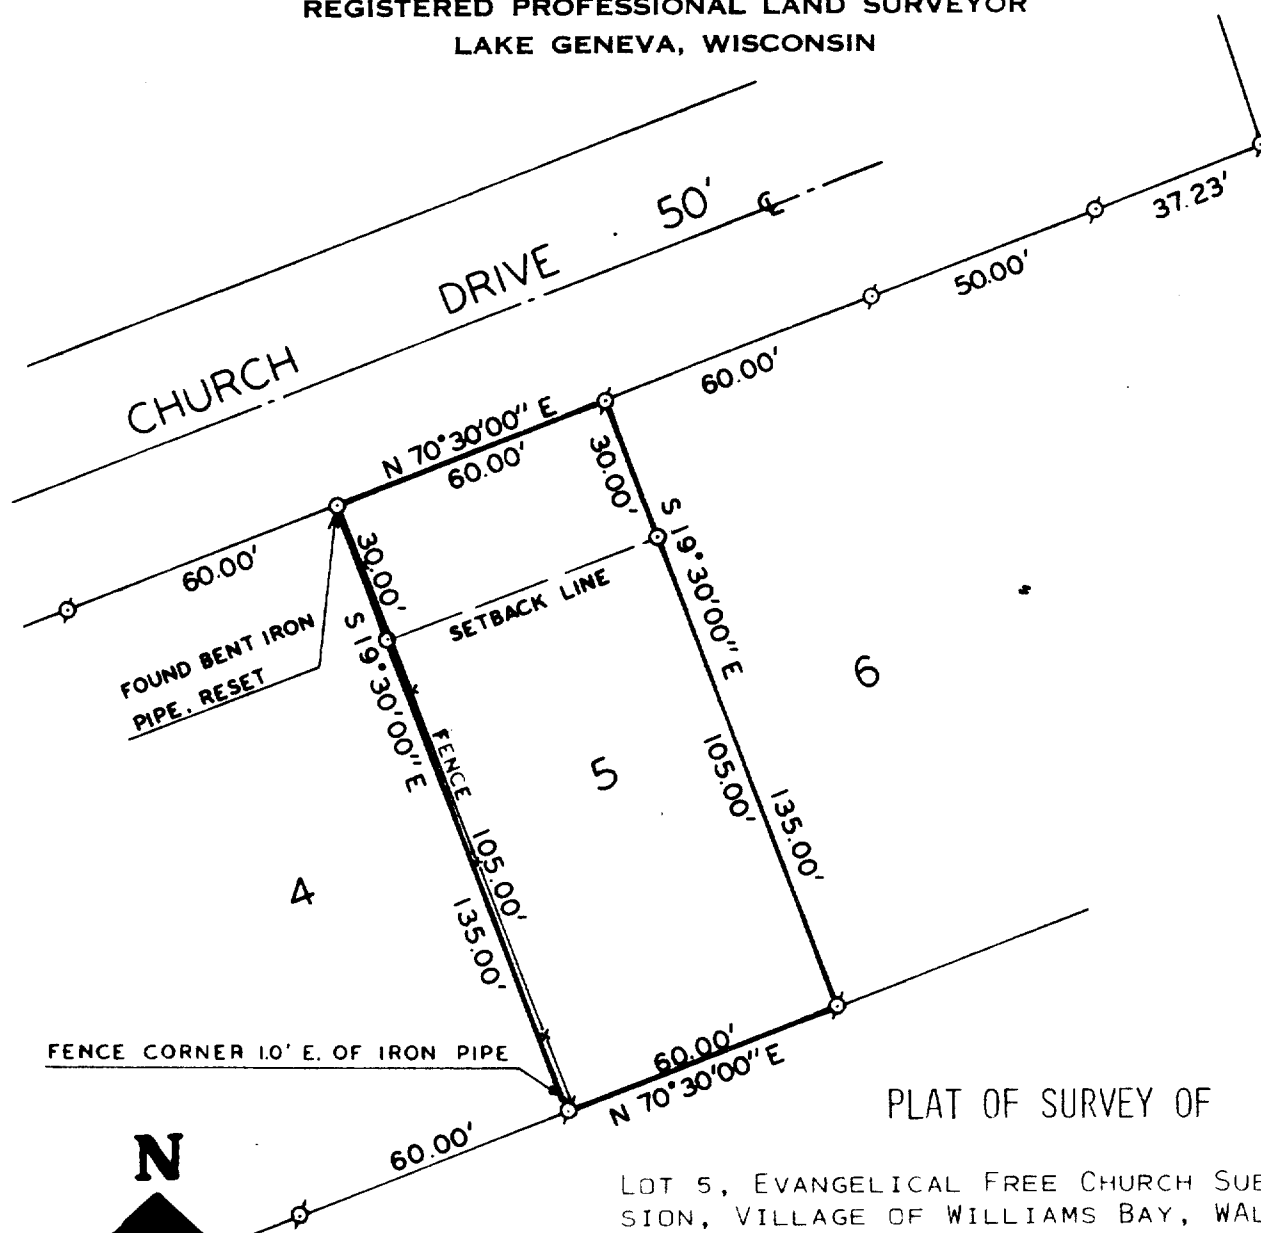 REGISTERED PROFESSIONAL LAND SURVEYOR
LAKE GENEVA, WISCONSIN
CHURCH DRIVE 50' ℄
37.23'
50.00'
60.00'
N 70°30'00" E
60.00'
30.00'
30.00'
60.00'
SETBACK LINE
S 19°30'00" E
S 19°30'00" E
FOUND BENT IRON
PIPE. RESET
FENCE
5
6
4
105.00'
135.00'
105.00'
135.00'
FENCE CORNER 1.0' E. OF IRON PIPE
60.00'
N 70°30'00" E
60.00'
N
PLAT OF SURVEY OF
LOT 5, EVANGELICAL FREE CHURCH SUB
SION, VILLAGE OF WILLIAMS BAY, WAL